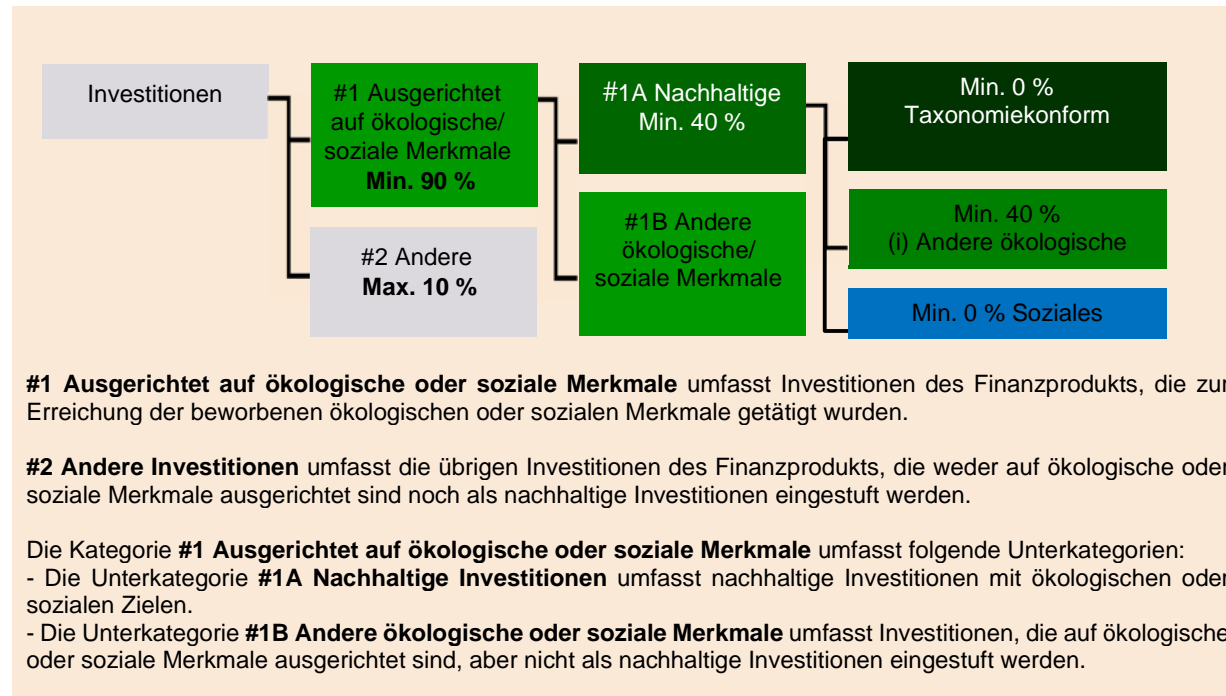 Investitionen
#1 Ausgerichtet
auf ökologische/
soziale Merkmale
Min. 90 %
#2 Andere
Max. 10 %
#1A Nachhaltige
Min. 40 %
#1B Andere
ökologische/
soziale Merkmale
Min. 0 %
Taxonomiekonform
Min. 40 %
(i) Andere ökologische
Min. 0 % Soziales
#1 Ausgerichtet auf ökologische oder soziale Merkmale umfasst Investitionen des Finanzprodukts, die zur
Erreichung der beworbenen ökologischen oder sozialen Merkmale getätigt wurden.
#2 Andere Investitionen umfasst die übrigen Investitionen des Finanzprodukts, die weder auf ökologische oder
soziale Merkmale ausgerichtet sind noch als nachhaltige Investitionen eingestuft werden.
Die Kategorie #1 Ausgerichtet auf ökologische oder soziale Merkmale umfasst folgende Unterkategorien:
- Die Unterkategorie #1A Nachhaltige Investitionen umfasst nachhaltige Investitionen mit ökologischen oder
sozialen Zielen.
- Die Unterkategorie #1B Andere ökologische oder soziale Merkmale umfasst Investitionen, die auf ökologische
oder soziale Merkmale ausgerichtet sind, aber nicht als nachhaltige Investitionen eingestuft werden.